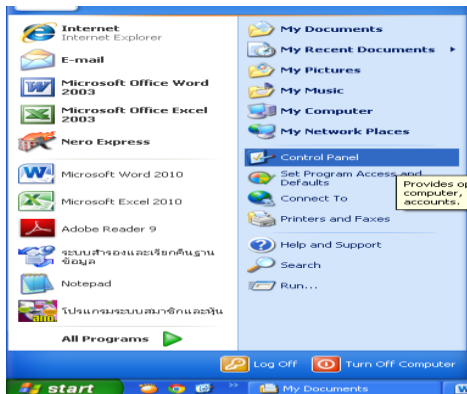 Internet
Internet Explorer
E-mail
Microsoft Office Word
2003
Microsoft Office Excel
2003
Nero Express
Microsoft Word 2010
Microsoft Excel 2010
Adobe Reader 9
ระบบสำรองและเรียกคืนฐาน
ข้อมูล
Notepad
โปรแกรมระบบสมาชิกและหุ้น
All Programs
My Documents
My Recent Documents
My Pictures
My Music
My Computer
My Network Places
Control Panel
Set Program Access and
Defaults
Connect To
Printers and Faxes
Help and Support
Search
Run...
Provides op
computer,
accounts.
Log Off
Turn Off Computer
start
My Documents